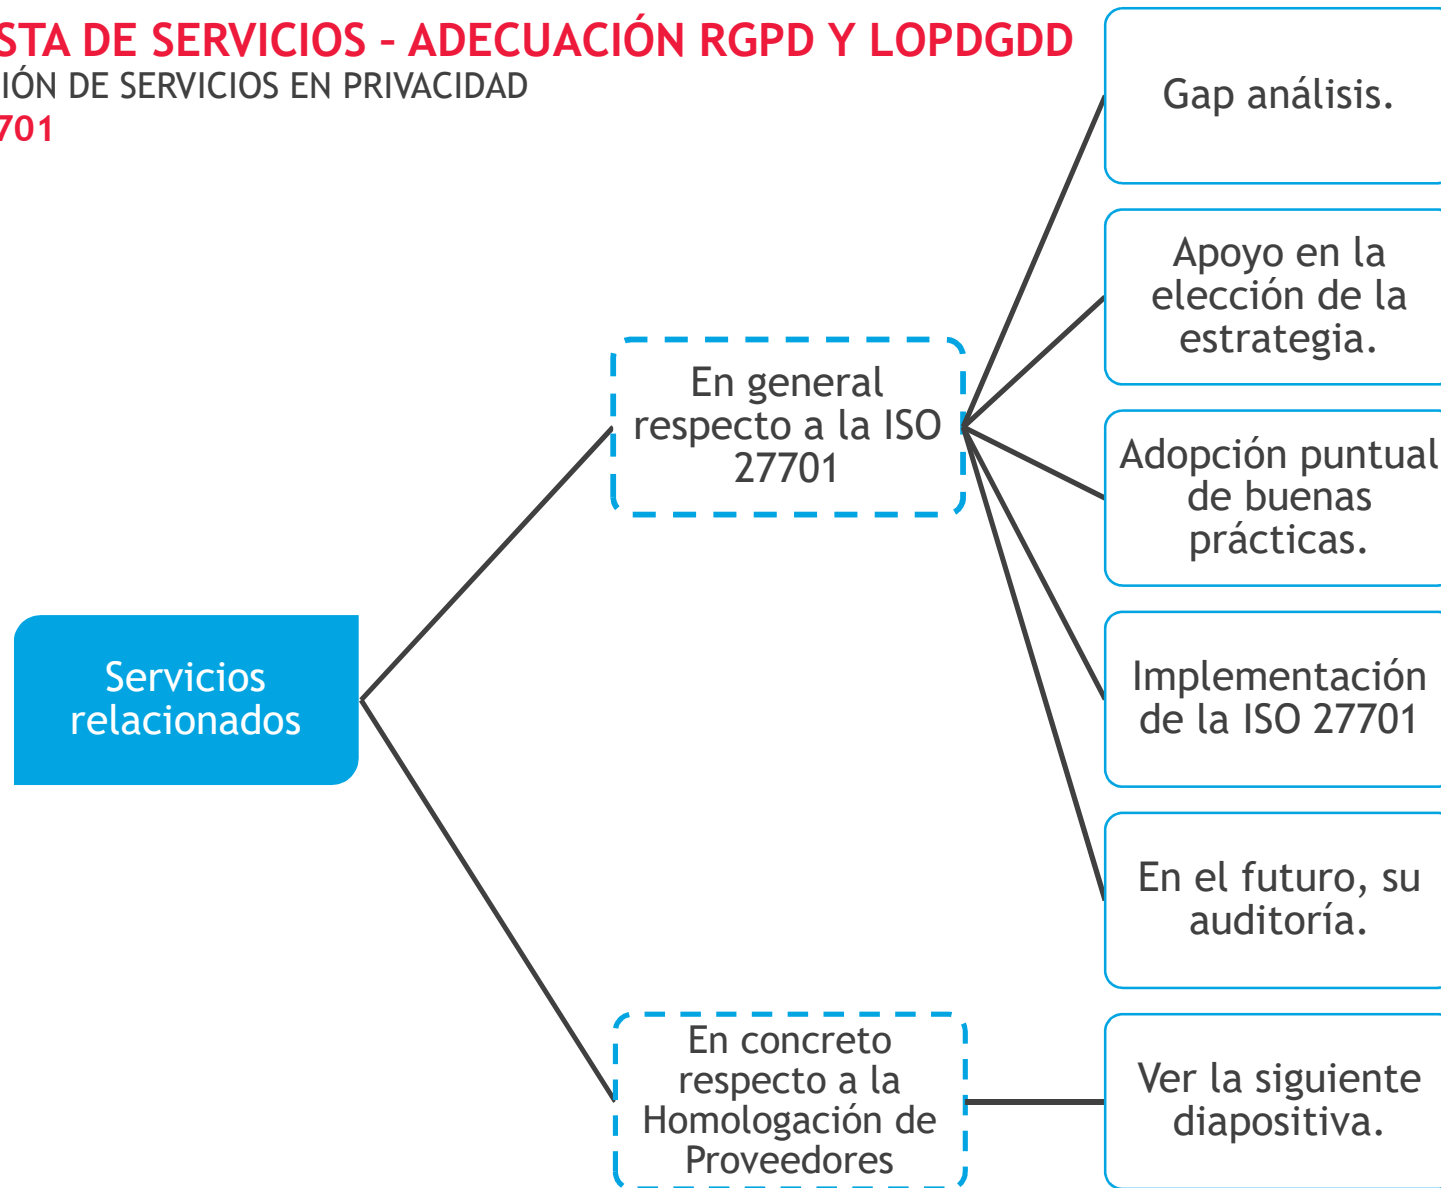 STA DE SERVICIOS – ADECUACIÓN RGPD Y LOPDGDD
IÓN DE SERVICIOS EN PRIVACIDAD
701
Servicios
relacionados
En general
respecto a la ISO
27701
Gap análisis.
Apoyo en la
elección de la
estrategia.
Adopción puntual
de buenas
prácticas.
Implementación
de la ISO 27701
En el futuro, su
auditoría.
En concreto
respecto a la
Homologación de
Proveedores
Ver la siguiente
diapositiva.